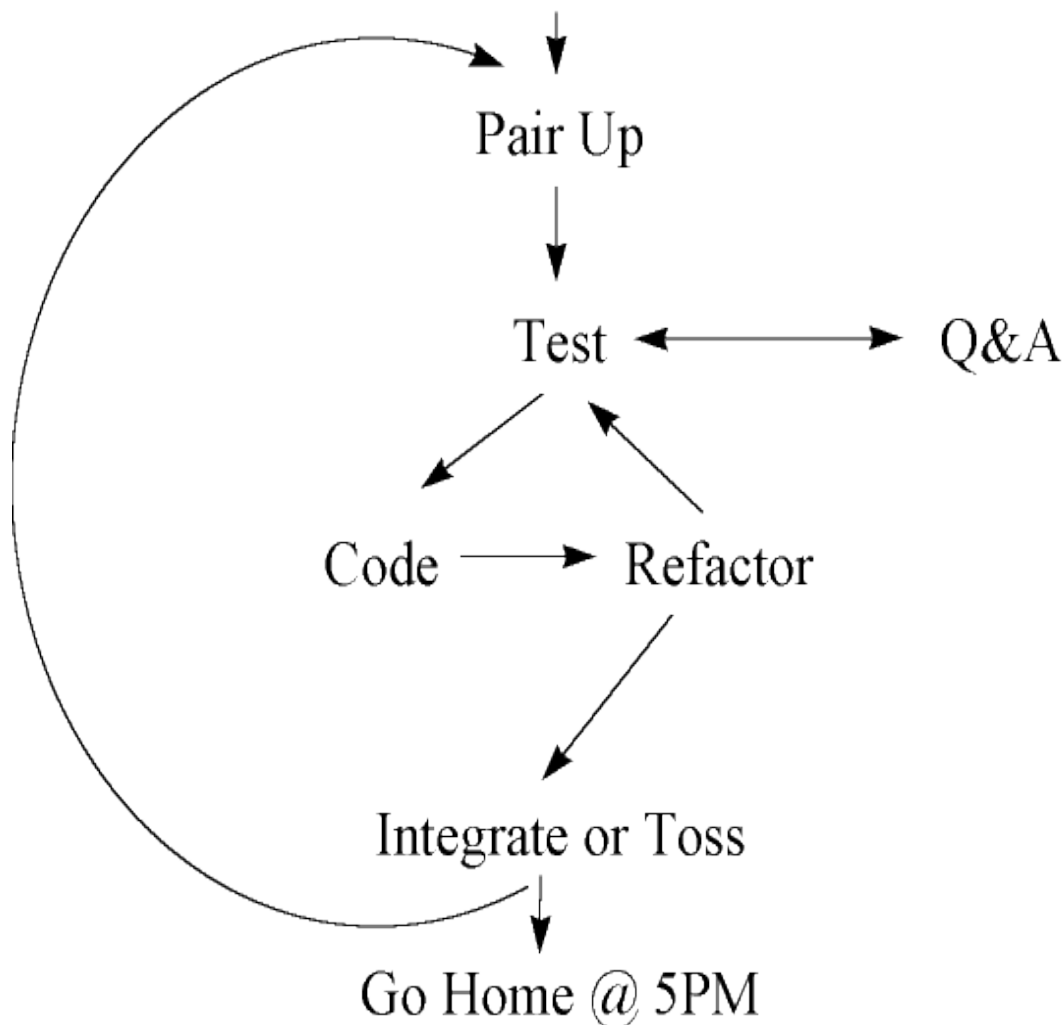 Pair Up
Test
Q&A
Code
Refactor
Integrate or Toss
Go Home @ 5PM